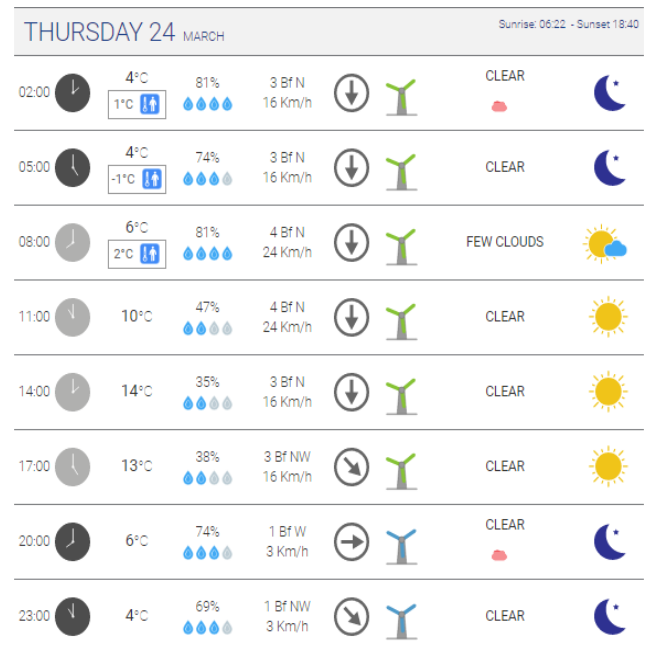 THURSDAY 24 MARCH
Sunrise: 06:22 - Sunset 18:40
02:00 4°C 81% 3 Bf N CLEAR
1°C 16 Km/h
05:00 4°C 74% 3 Bf N CLEAR
-1°C 16 Km/h
08:00 6°C 81% 4 Bf N FEW CLOUDS
2°C 24 Km/h
11:00 10°C 47% 4 Bf N CLEAR
24 Km/h
14:00 14°C 35% 3 Bf N CLEAR
16 Km/h
17:00 13°C 38% 3 Bf NW CLEAR
16 Km/h
20:00 6°C 74% 1 Bf W CLEAR
3 Km/h
23:00 4°C 69% 1 Bf NW CLEAR
3 Km/h